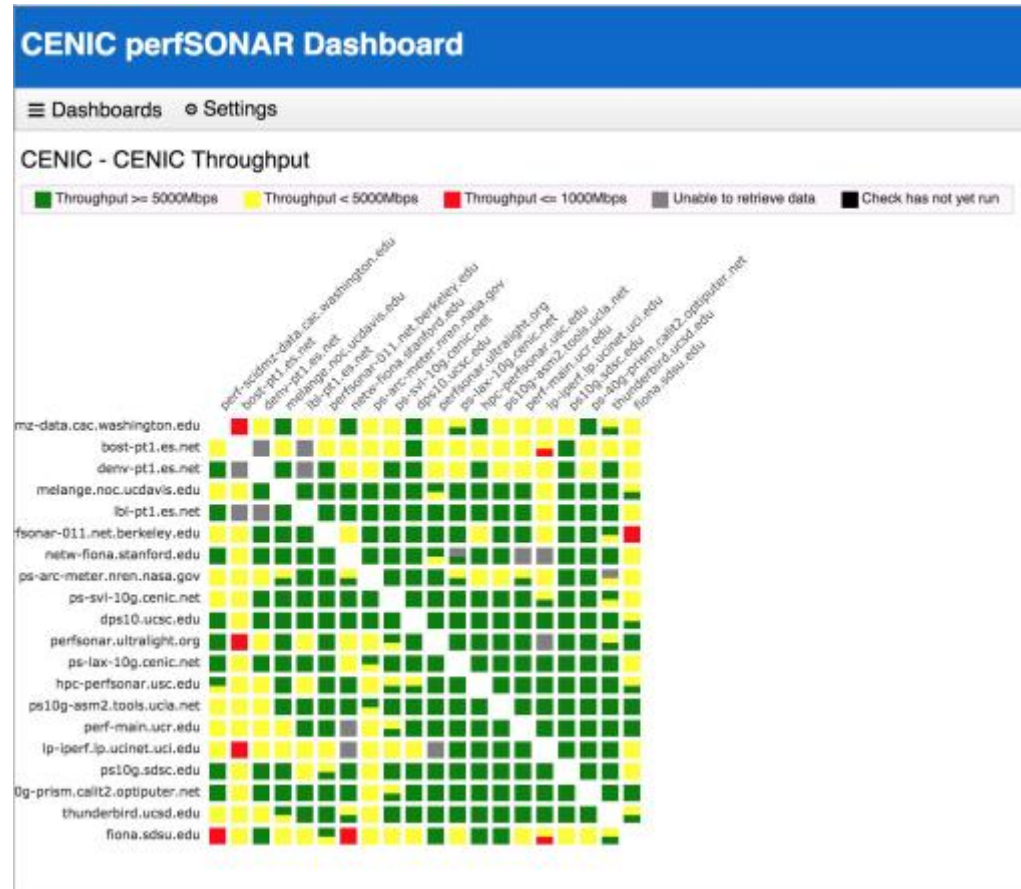 CENIC perfSONAR Dashboard
☰ Dashboards ⚙ Settings
CENIC - CENIC Throughput
Throughput >= 5000Mbps Throughput < 5000Mbps Throughput <= 1000Mbps Unable to retrieve data Check has not yet run
perf-scidmz-data.cac.washington.edu
bost-pt1.es.net
denv-pt1.es.net
melange.noc.ucdavis.edu
lbl-pt1.es.net
perfsonar-011.net.berkeley.edu
netw-fiona.stanford.edu
ps-arc-meter.nren.nasa.gov
ps-svl-10g.cenic.net
dps10.ucsc.edu
perfsonar.ultralight.org
ps-lax-10g.cenic.net
hpc-perfsonar.usc.edu
ps10g-asm2.tools.ucla.net
perf-main.ucr.edu
ip-iperf.ip.ucinet.uci.edu
ps10g.sdsc.edu
ps-40g-prism.calit2.optiputer.net
thunderbird.ucsd.edu
fiona.sdsu.edu
mz-data.cac.washington.edu
bost-pt1.es.net
denv-pt1.es.net
melange.noc.ucdavis.edu
lbl-pt1.es.net
rfsonar-011.net.berkeley.edu
netw-fiona.stanford.edu
ps-arc-meter.nren.nasa.gov
ps-svl-10g.cenic.net
dps10.ucsc.edu
perfsonar.ultralight.org
ps-lax-10g.cenic.net
hpc-perfsonar.usc.edu
ps10g-asm2.tools.ucla.net
perf-main.ucr.edu
ip-iperf.ip.ucinet.uci.edu
ps10g.sdsc.edu
0g-prism.calit2.optiputer.net
thunderbird.ucsd.edu
fiona.sdsu.edu